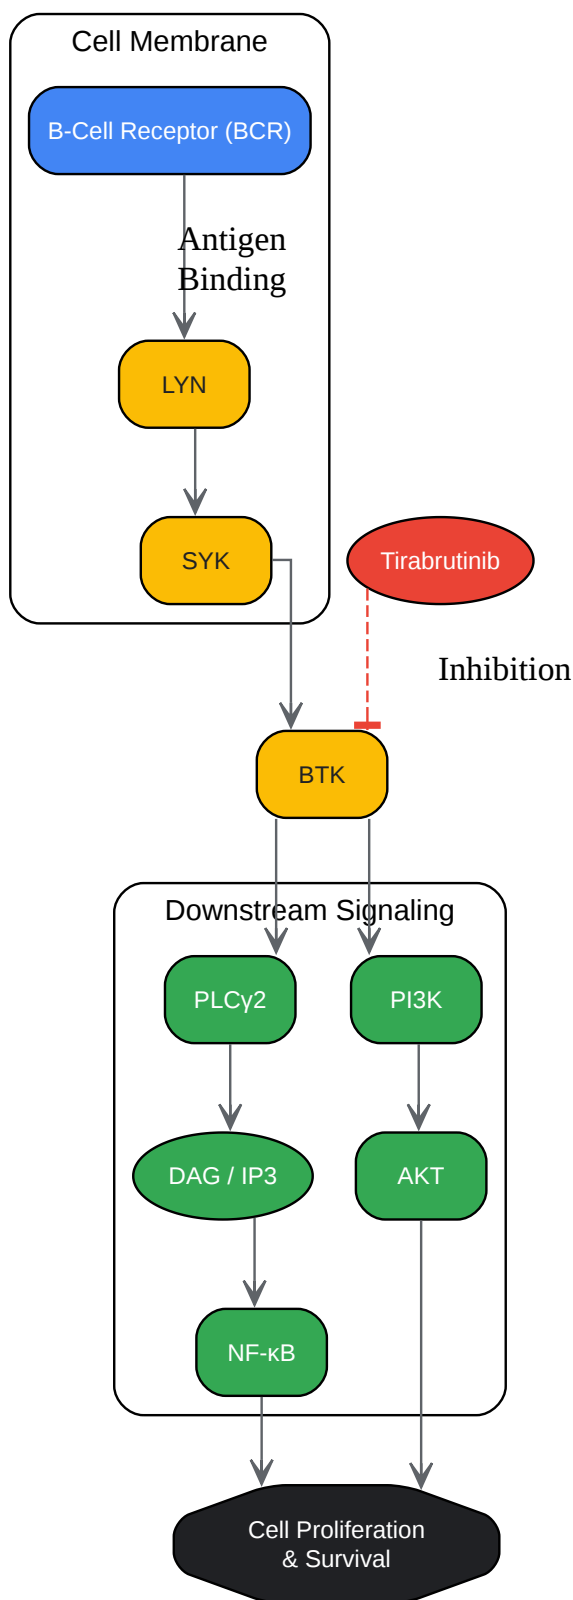 Cell Membrane
B-Cell Receptor (BCR)
Antigen
Binding
LYN
SYK
Tirabrutinib
Inhibition
BTK
Downstream Signaling
PLCγ2
PI3K
DAG / IP3
AKT
NF-κB
Cell Proliferation
& Survival